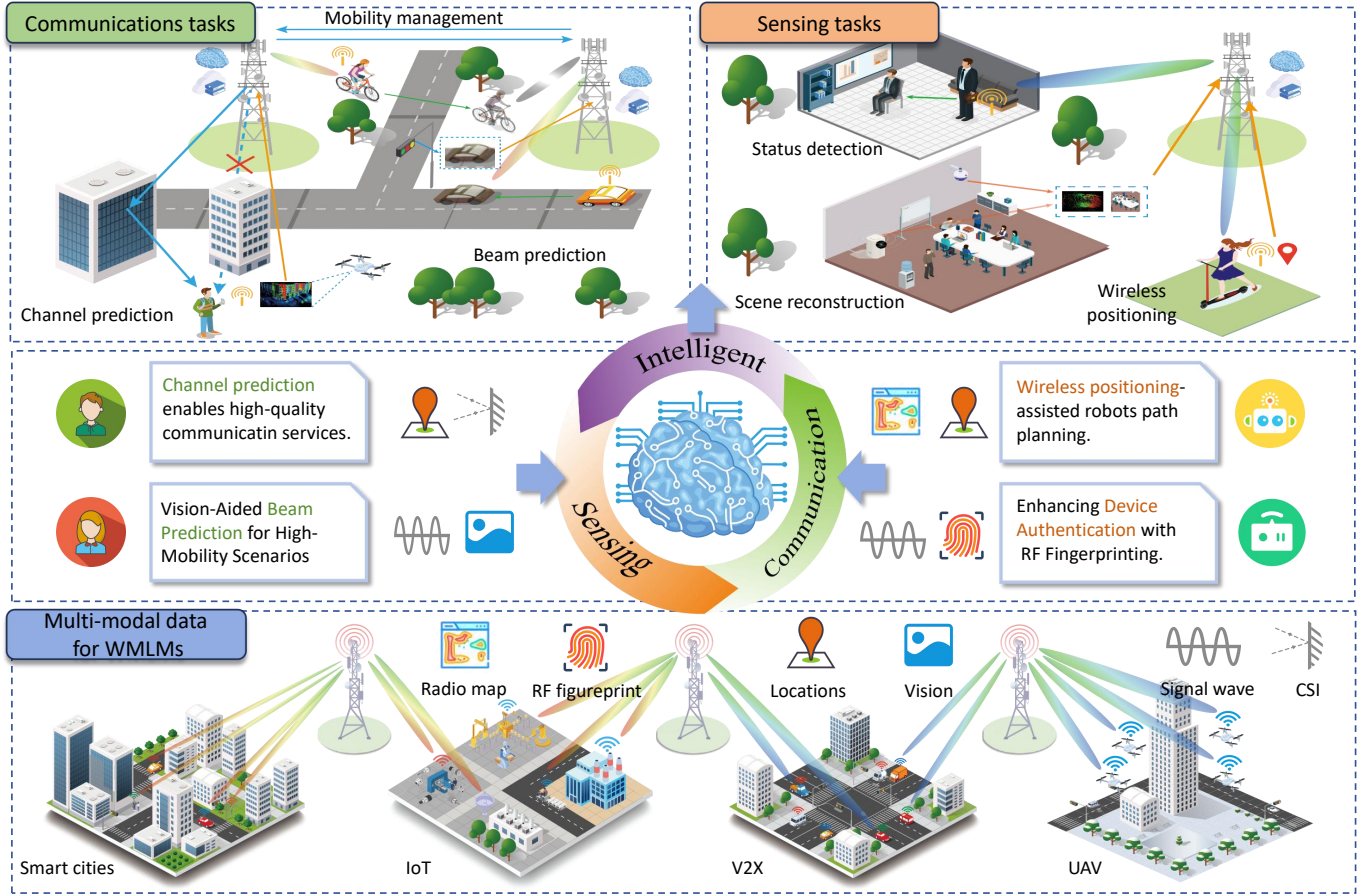 Communications tasks
Mobility management
Beam prediction
Channel prediction
Sensing tasks
Status detection
Scene reconstruction
Wireless
positioning
Channel prediction
enables high-quality
communicatin services.
Vision-Aided Beam
Prediction for High-
Mobility Scenarios
Intelligent
Communication
Sensing
Wireless positioning-
assisted robots path
planning.
Enhancing Device
Authentication with
RF Fingerprinting.
Multi-modal data
for WMLMs
Radio map
RF figureprint
Locations
Vision
Signal wave
CSI
Smart cities
IoT
V2X
UAV